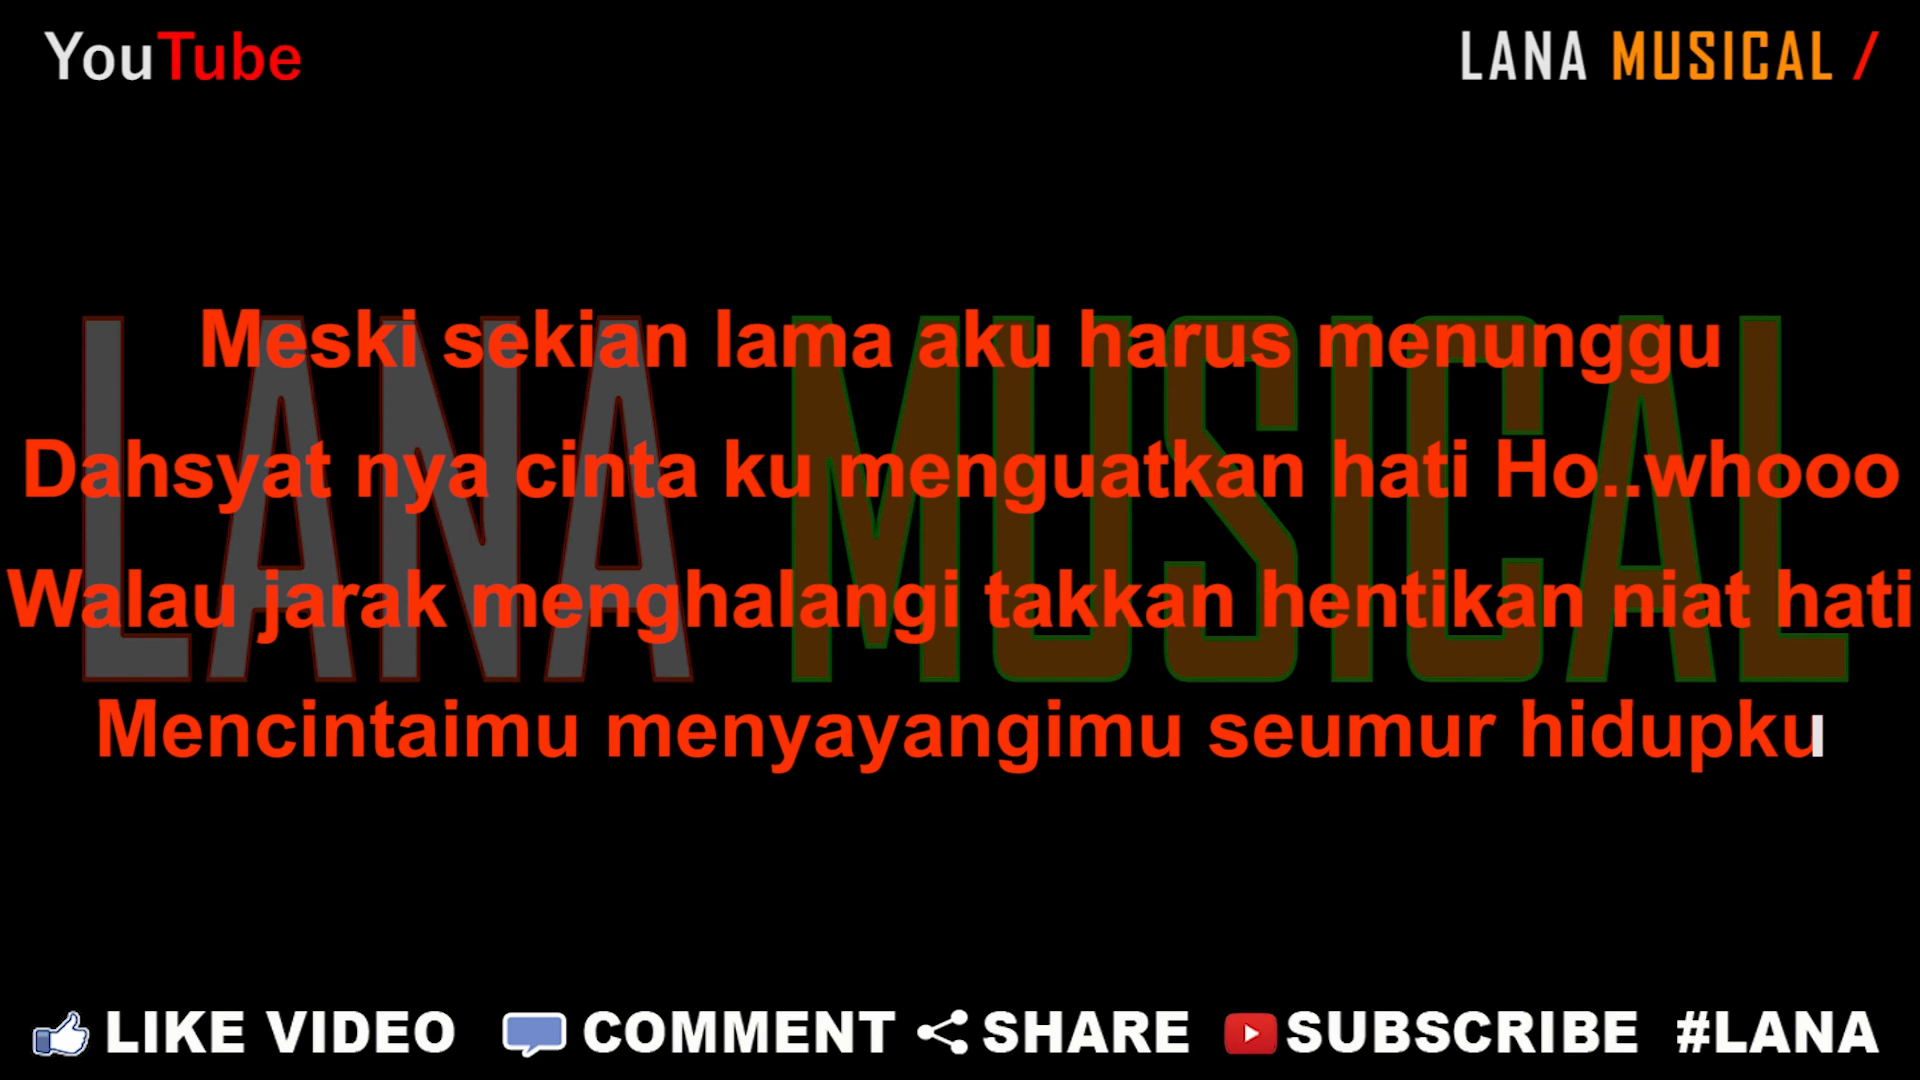 YouTube
LANA MUSICAL /
LANA MUSICAL
Meski sekian lama aku harus menunggu
Dahsyat nya cinta ku menguatkan hati Ho..whooo
Walau jarak menghalangi takkan hentikan niat hati
Mencintaimu menyayangimu seumur hidupku
LIKE VIDEO COMMENT SHARE SUBSCRIBE #LANA